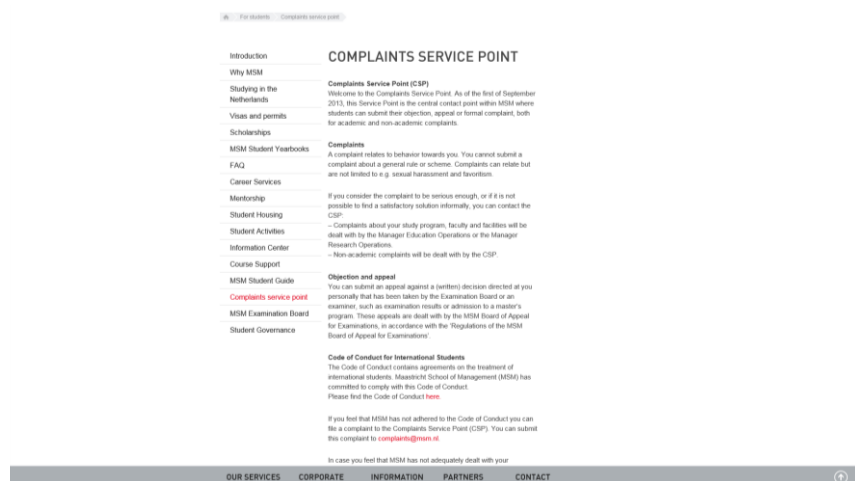 For students Complaints service point
Introduction
Why MSM
Studying in the
Netherlands
Visas and permits
Scholarships
MSM Student Yearbooks
FAQ
Career Services
Mentorship
Student Housing
Student Activities
Information Center
Course Support
MSM Student Guide
Complaints service point
MSM Examination Board
Student Governance
COMPLAINTS SERVICE POINT
Complaints Service Point (CSP)
Welcome to the Complaints Service Point. As of the first of September
2013, this Service Point is the central contact point within MSM where
students can submit their objection, appeal or formal complaint, both
for academic and non-academic complaints.
Complaints
A complaint relates to behavior towards you. You cannot submit a
complaint about a general rule or scheme. Complaints can relate but
are not limited to e.g. sexual harassment and favoritism.
If you consider the complaint to be serious enough, or if it is not
possible to find a satisfactory solution informally, you can contact the
CSP:
– Complaints about your study program, faculty and facilities will be
dealt with by the Manager Education Operations or the Manager
Research Operations.
– Non-academic complaints will be dealt with by the CSP.
Objection and appeal
You can submit an appeal against a (written) decision directed at you
personally that has been taken by the Examination Board or an
examiner, such as examination results or admission to a master's
program. These appeals are dealt with by the MSM Board of Appeal
for Examinations, in accordance with the 'Regulations of the MSM
Board of Appeal for Examinations'.
Code of Conduct for International Students
The Code of Conduct contains agreements on the treatment of
international students. Maastricht School of Management (MSM) has
committed to comply with this Code of Conduct.
Please find the Code of Conduct here.
If you feel that MSM has not adhered to the Code of Conduct you can
file a complaint to the Complaints Service Point (CSP). You can submit
this complaint to complaints@msm.nl
In case you feel that MSM has not adequately dealt with your
OUR SERVICES CORPORATE INFORMATION PARTNERS CONTACT